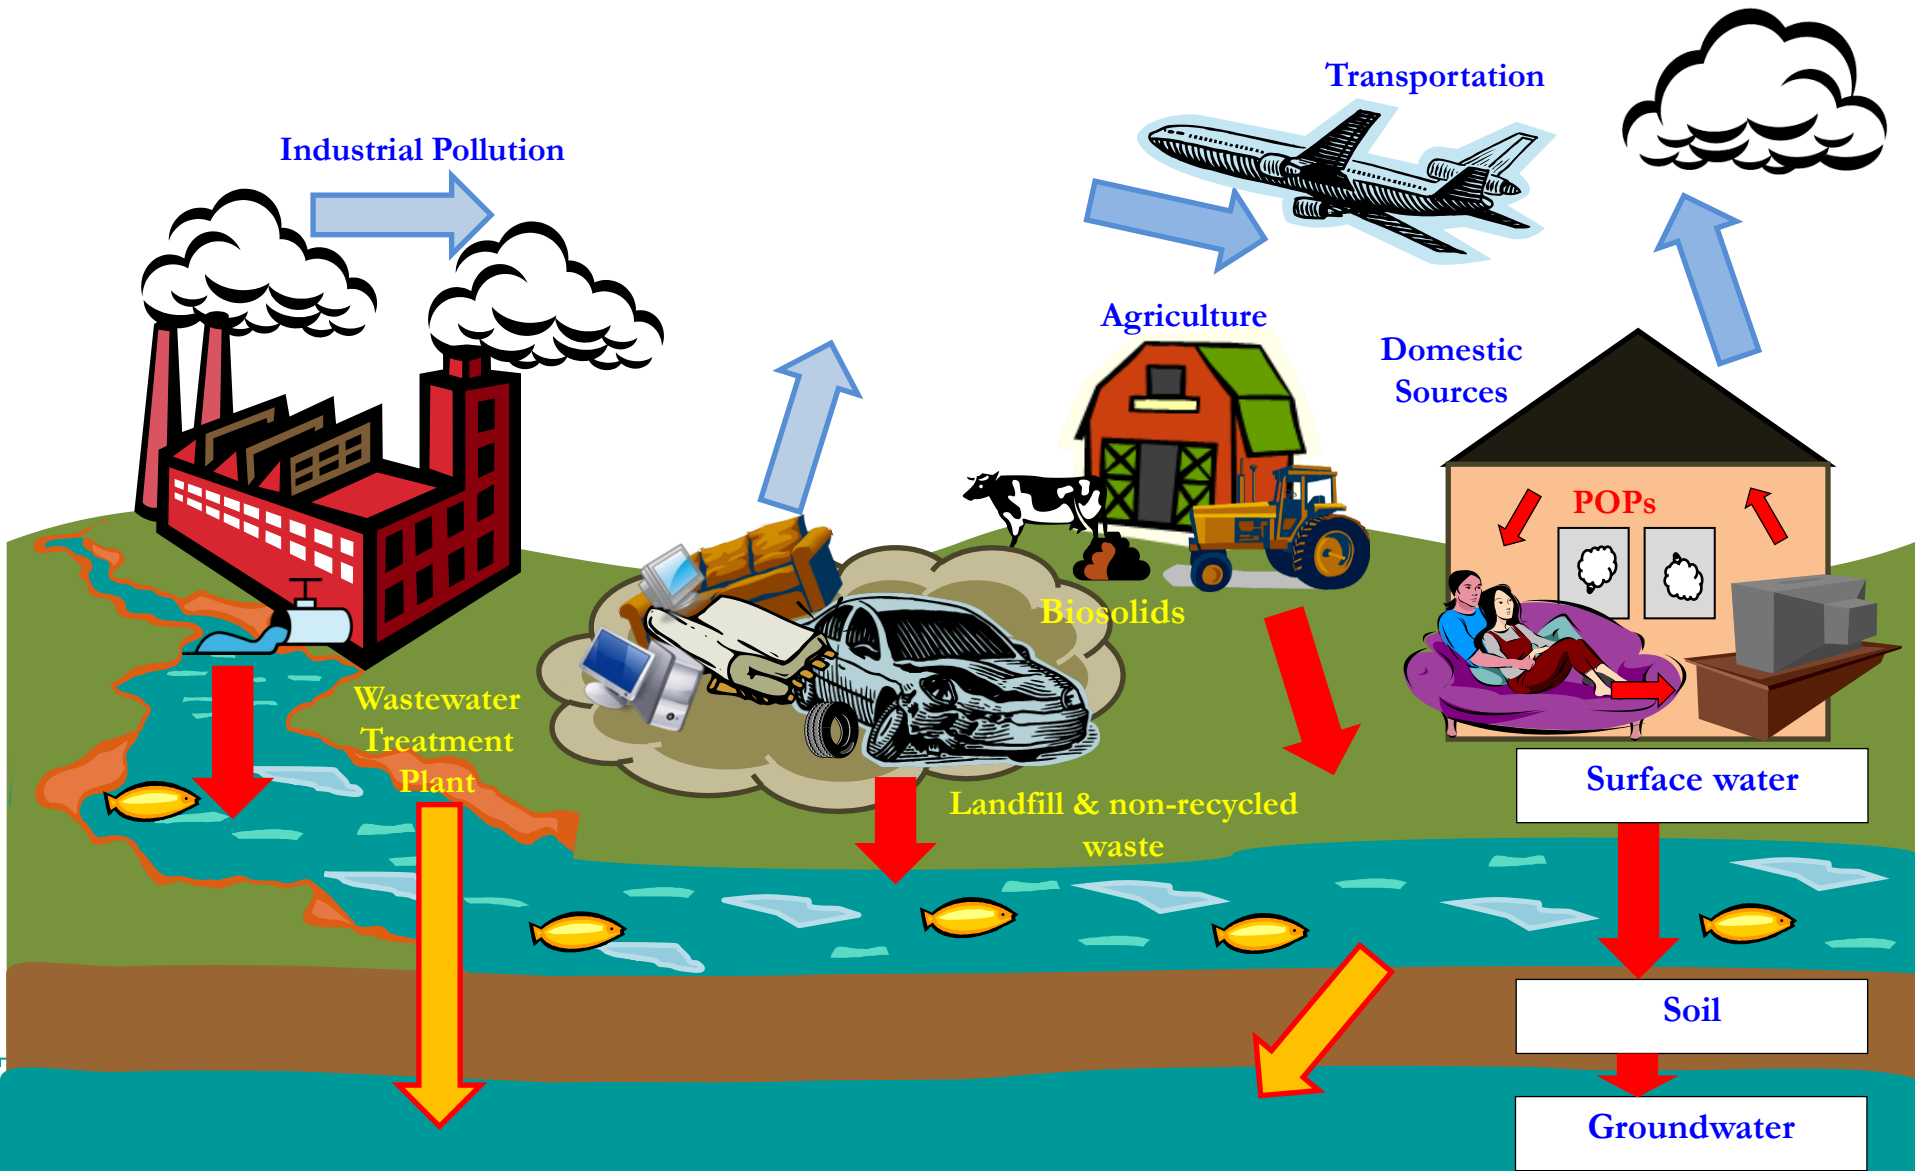 Transportation
Industrial Pollution
Agriculture
Domestic
Sources
POPs
Biosolids
Wastewater
Treatment
Plant
Landfill & non-recycled
waste
Surface water
Soil
Groundwater